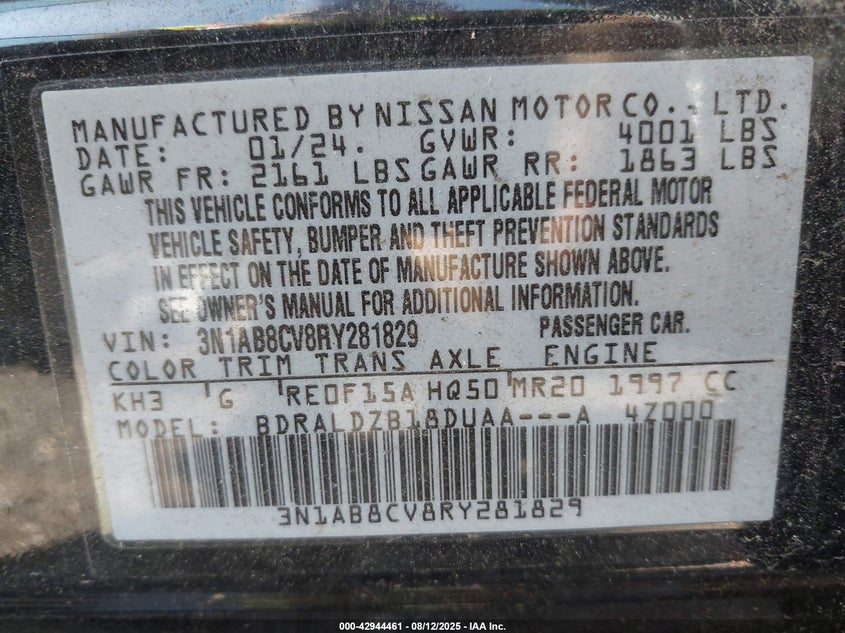 MANUFACTURED BY NISSAN MOTOR CO., LTD.
DATE: 01/24. GVWR: 4001 LBS
GAWR FR: 2161 LBS GAWR RR: 1863 LBS
THIS VEHICLE CONFORMS TO ALL APPLICABLE FEDERAL MOTOR
VEHICLE SAFETY, BUMPER AND THEFT PREVENTION STANDARDS
IN EFFECT ON THE DATE OF MANUFACTURE SHOWN ABOVE.
SEE OWNER'S MANUAL FOR ADDITIONAL INFORMATION.
VIN: 3N1AB8CV8RY281829 PASSENGER CAR.
COLOR TRIM TRANS AXLE ENGINE
KH3 G RE0F15A HQ50 MR20 1997 CC
MODEL: BDRALDZB18DUAA---A 4Z000
3N1AB8CV8RY281829
000-42944461 - 08/12/2025 - IAA Inc.